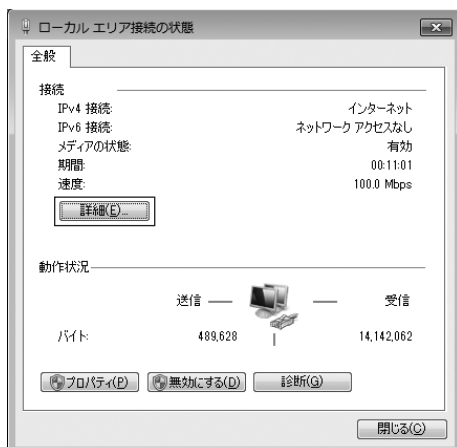 ローカル エリア接続の状態
全般
接続
IPv4 接続: インターネット
IPv6 接続: ネットワーク アクセスなし
メディアの状態: 有効
期間: 00:11:01
速度: 100.0 Mbps
詳細(E)...
動作状況
送信 受信
バイト: 489,628 14,142,062
プロパティ(P) 無効にする(D) 診断(G)
閉じる(C)